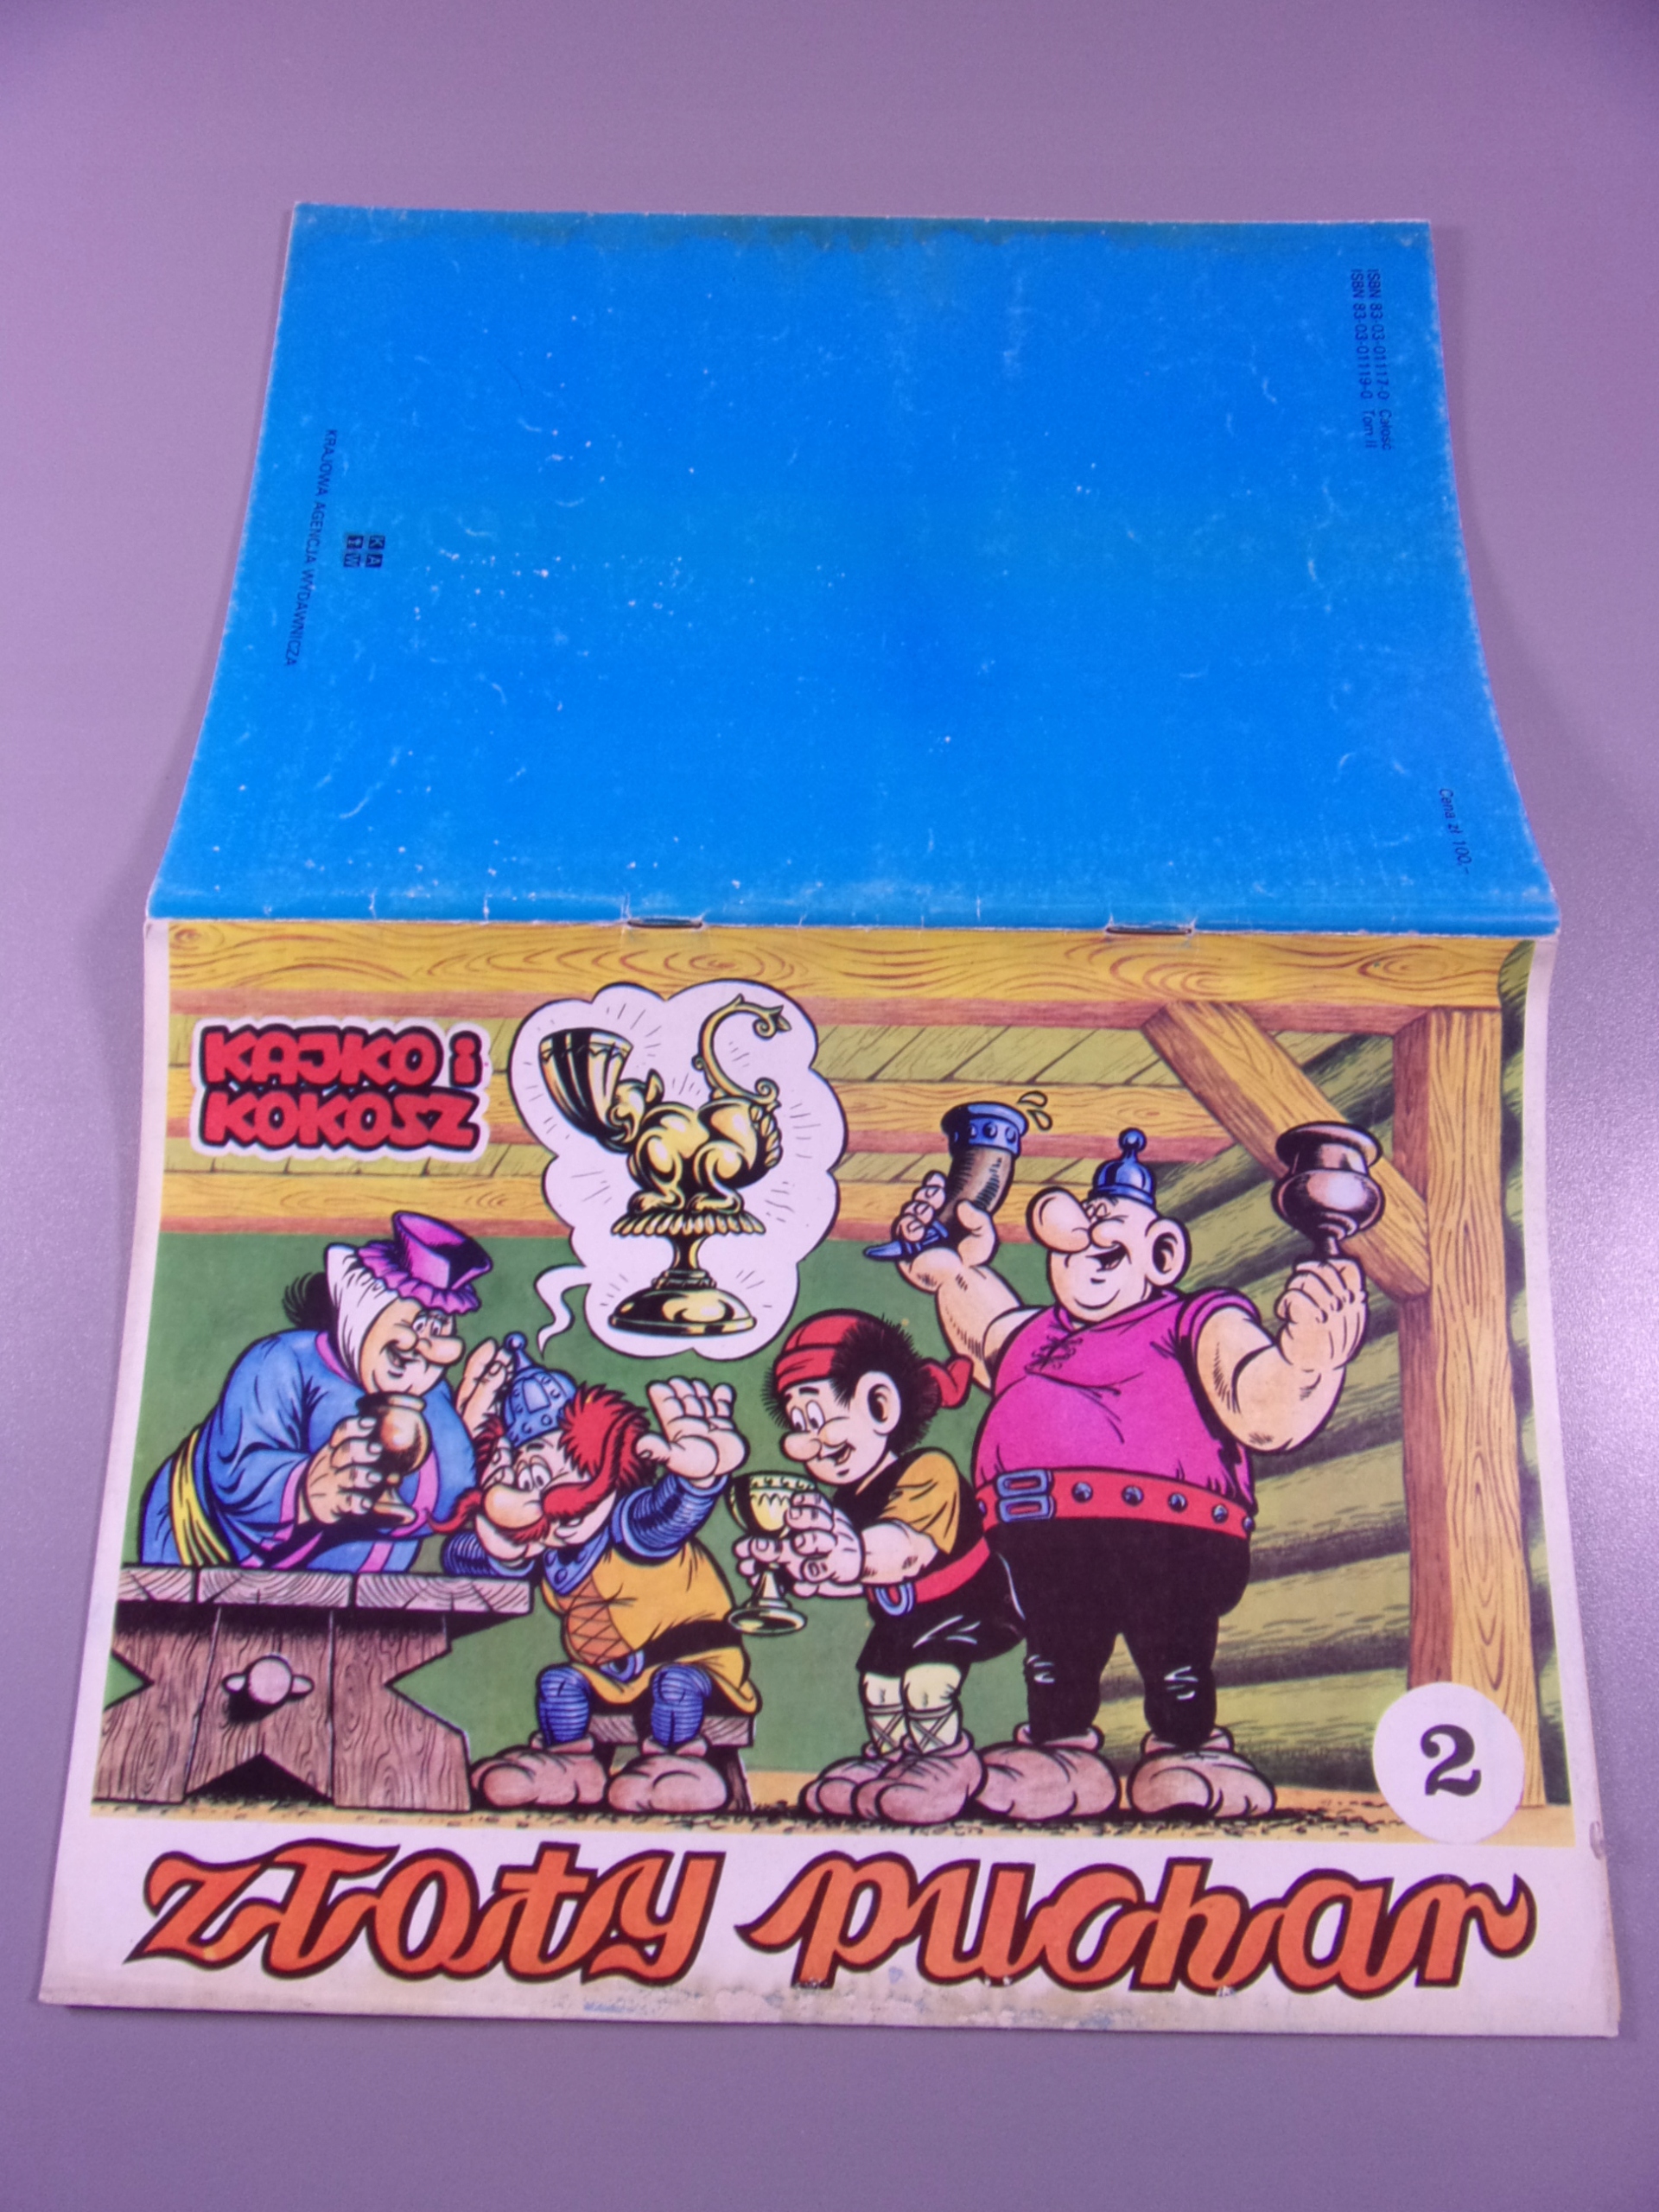 ISBN 83-03-01117-0 Całość
ISBN 83-03-01119-0 Tom II
Cena zł 100,-
KA
W
KRAJOWA AGENCJA WYDAWNICZA
KAJKO i
KOKOSZ
2
złoty puchar